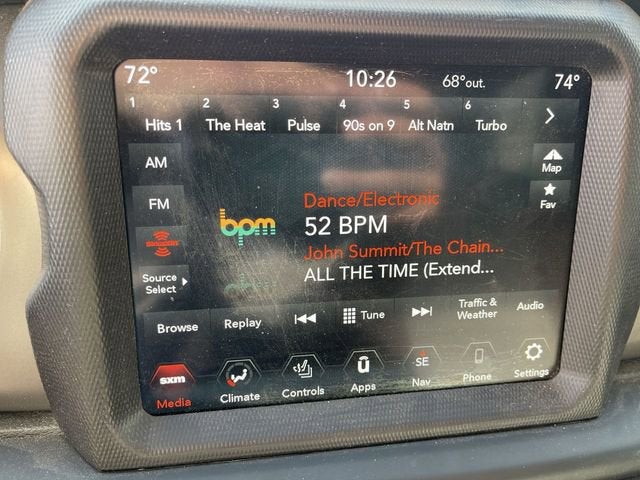 72° 10:26 68°out. 74°
1 2 3 4 5 6
Hits 1 The Heat Pulse 90s on 9 Alt Natn Turbo
AM
Map
FM
Fav
bpm
Dance/Electronic
52 BPM
SiriusXM
John Summit/The Chain...
ALL THE TIME (Extend...
Source
Select
Browse Replay Tune Traffic &
Weather Audio
sxm
SE
Media Climate Controls Apps Nav Phone Settings